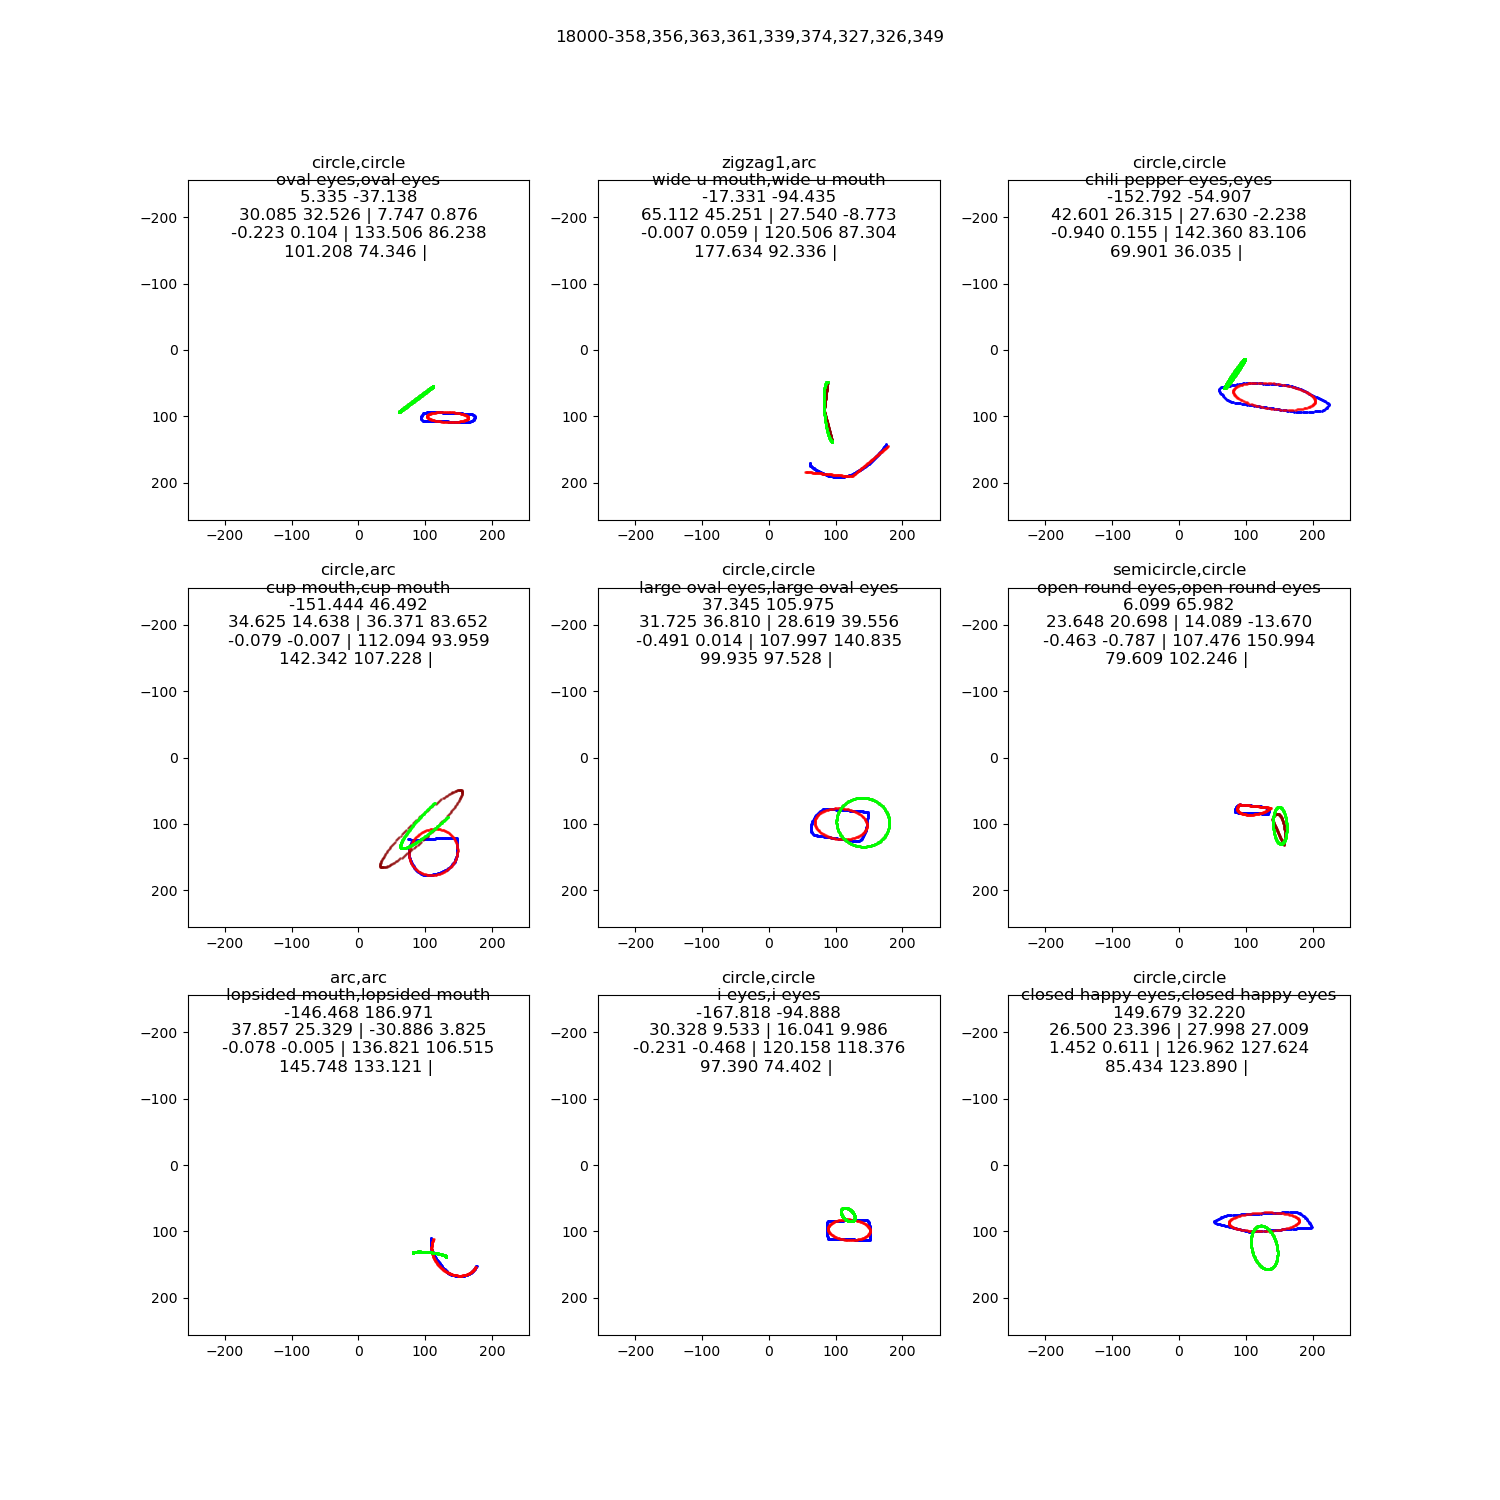 18000-358,356,363,361,339,374,327,326,349
circle,circle
oval eyes,oval eyes
5.335 -37.138
30.085 32.526 | 7.747 0.876
-0.223 0.104 | 133.506 86.238
101.208 74.346 |
−200
−100
0
100
200
−200 −100 0 100 200
zigzag1,arc
wide u mouth,wide u mouth
-17.331 -94.435
65.112 45.251 | 27.540 -8.773
-0.007 0.059 | 120.506 87.304
177.634 92.336 |
−200
−100
0
100
200
−200 −100 0 100 200
circle,circle
chili pepper eyes,eyes
-152.792 -54.907
42.601 26.315 | 27.630 -2.238
-0.940 0.155 | 142.360 83.106
69.901 36.035 |
−200
−100
0
100
200
−200 −100 0 100 200
circle,arc
cup mouth,cup mouth
-151.444 46.492
34.625 14.638 | 36.371 83.652
-0.079 -0.007 | 112.094 93.959
142.342 107.228 |
−200
−100
0
100
200
−200 −100 0 100 200
circle,circle
large oval eyes,large oval eyes
37.345 105.975
31.725 36.810 | 28.619 39.556
-0.491 0.014 | 107.997 140.835
99.935 97.528 |
−200
−100
0
100
200
−200 −100 0 100 200
semicircle,circle
open round eyes,open round eyes
6.099 65.982
23.648 20.698 | 14.089 -13.670
-0.463 -0.787 | 107.476 150.994
79.609 102.246 |
−200
−100
0
100
200
−200 −100 0 100 200
arc,arc
lopsided mouth,lopsided mouth
-146.468 186.971
37.857 25.329 | -30.886 3.825
-0.078 -0.005 | 136.821 106.515
145.748 133.121 |
−200
−100
0
100
200
−200 −100 0 100 200
circle,circle
i eyes,i eyes
-167.818 -94.888
30.328 9.533 | 16.041 9.986
-0.231 -0.468 | 120.158 118.376
97.390 74.402 |
−200
−100
0
100
200
−200 −100 0 100 200
circle,circle
closed happy eyes,closed happy eyes
149.679 32.220
26.500 23.396 | 27.998 27.009
1.452 0.611 | 126.962 127.624
85.434 123.890 |
−200
−100
0
100
200
−200 −100 0 100 200